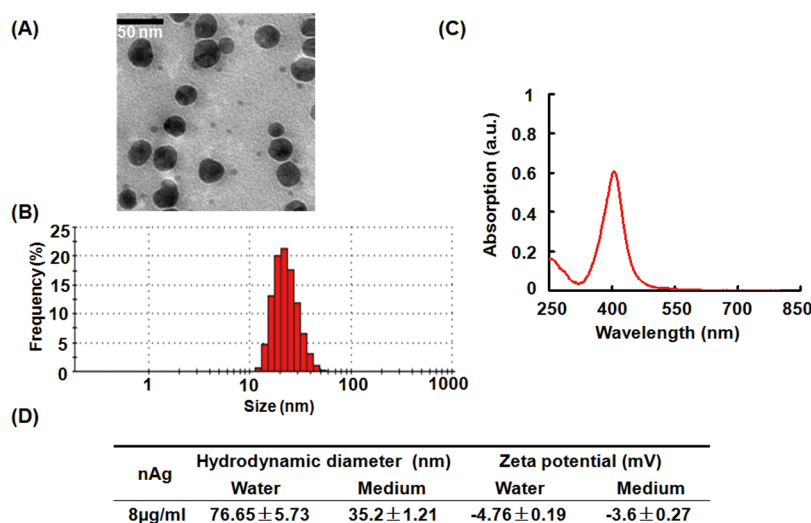 (A)
50 nm
(B)
25
20
15
10
5
0
Frequency (%)
1
10
100
1000
Size (nm)
(C)
1
0.8
0.6
0.4
0.2
0
Absorption (a.u.)
250
400
550
700
850
Wavelength (nm)
(D)
nAg
Hydrodynamic diameter (nm)
Zeta potential (mV)
Water
Medium
Water
Medium
8μg/ml
76.65±5.73
35.2±1.21
-4.76±0.19
-3.6±0.27